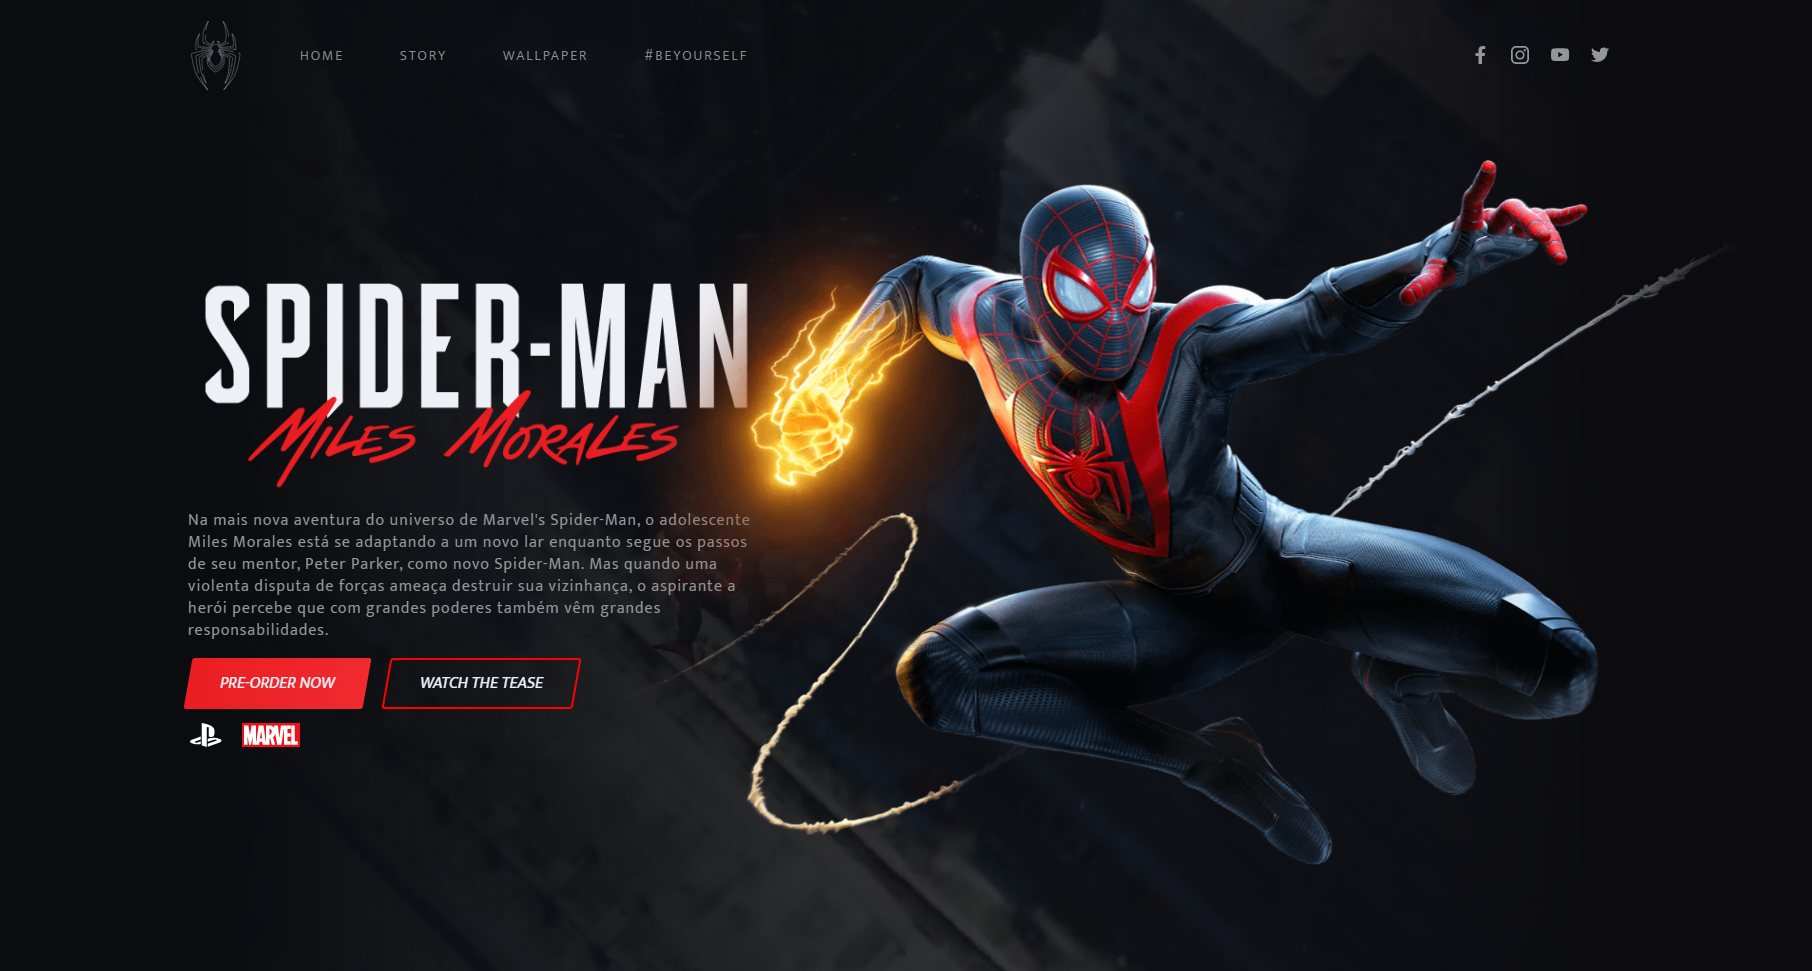 HOME STORY WALLPAPER #BEYOURSELF
SPIDER-MAN
MILES MORALES
Na mais nova aventura do universo de Marvel's Spider-Man, o adolescente
Miles Morales está se adaptando a um novo lar enquanto segue os passos
de seu mentor, Peter Parker, como novo Spider-Man. Mas quando uma
violenta disputa de forças ameaça destruir sua vizinhança, o aspirante a
herói percebe que com grandes poderes também vêm grandes
responsabilidades.
PRE-ORDER NOW WATCH THE TEASE
MARVEL